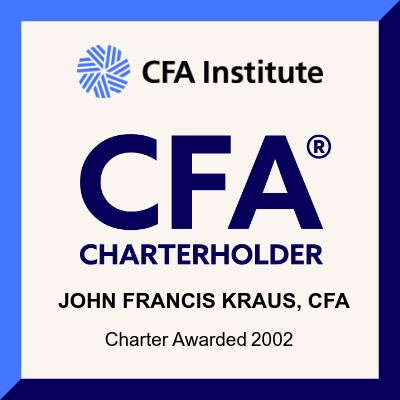 CFA Institute
CFA®
CHARTERHOLDER
JOHN FRANCIS KRAUS, CFA
Charter Awarded 2002